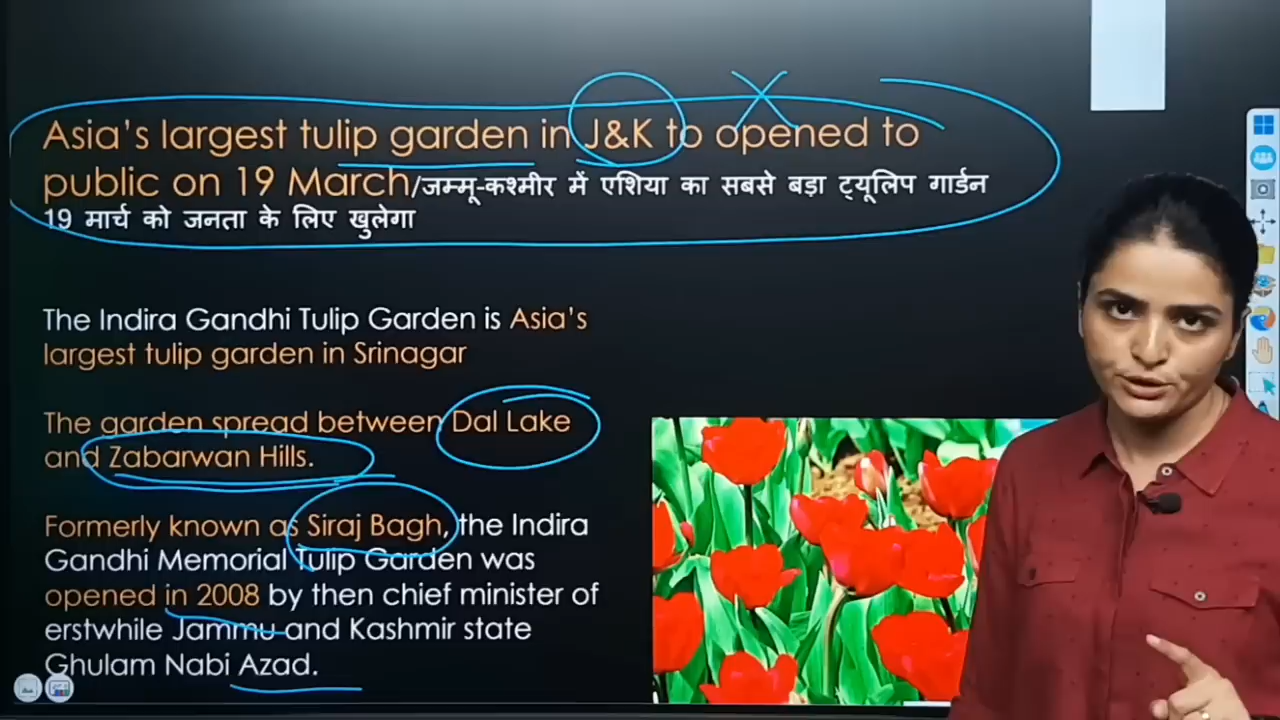 Asia's largest tulip garden in J&K to opened to
public on 19 March/जम्मू-कश्मीर में एशिया का सबसे बड़ा ट्यूलिप गार्डन
19 मार्च को जनता के लिए खुलेगा
The Indira Gandhi Tulip Garden is Asia's
largest tulip garden in Srinagar
The garden spread between Dal Lake
and Zabarwan Hills.
Formerly known as Siraj Bagh, the Indira
Gandhi Memorial Tulip Garden was
opened in 2008 by then chief minister of
erstwhile Jammu and Kashmir state
Ghulam Nabi Azad.